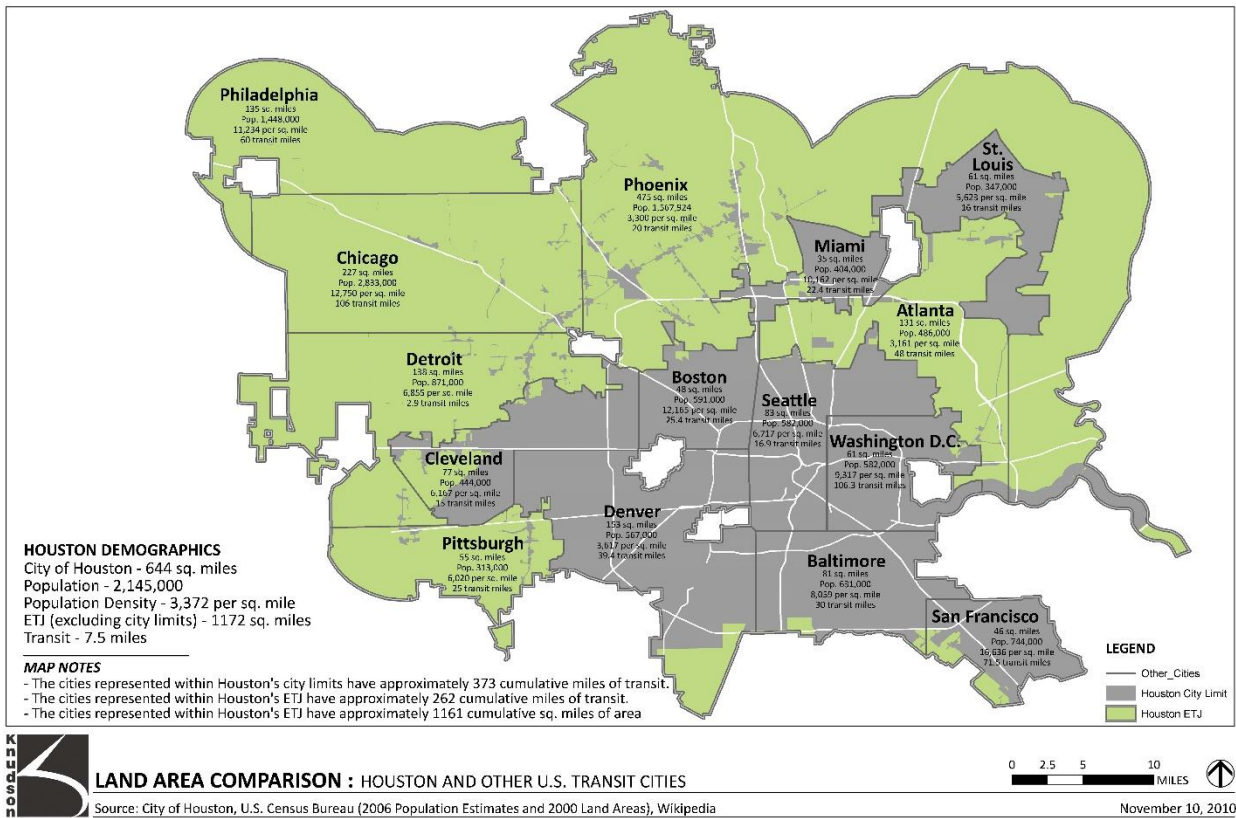 Philadelphia
135 sq. miles
Pop. 1,448,000
11,234 per sq. mile
60 transit miles
Phoenix
475 sq. miles
Pop. 1,567,924
3,300 per sq. mile
20 transit miles
St.
Louis
61 sq. miles
Pop. 347,000
5,623 per sq. mile
16 transit miles
Chicago
227 sq. miles
Pop. 2,833,000
12,750 per sq. mile
106 transit miles
Miami
35 sq. miles
Pop. 404,000
10,162 per sq. mile
22.4 transit miles
Atlanta
131 sq. miles
Pop. 486,000
3,161 per sq. mile
48 transit miles
Detroit
138 sq. miles
Pop. 871,000
6,855 per sq. mile
2.9 transit miles
Boston
48 sq. miles
Pop. 591,000
12,165 per sq. mile
25.4 transit miles
Seattle
83 sq. miles
Pop. 582,000
6,717 per sq. mile
16.9 transit miles
Washington D.C.
61 sq. miles
Pop. 582,000
9,317 per sq. mile
106.3 transit miles
Cleveland
77 sq. miles
Pop. 444,000
6,167 per sq. mile
15 transit miles
Denver
153 sq. miles
Pop. 567,000
3,617 per sq. mile
39.4 transit miles
Pittsburgh
55 sq. miles
Pop. 313,000
6,020 per sq. mile
25 transit miles
Baltimore
81 sq. miles
Pop. 631,000
8,059 per sq. mile
30 transit miles
San Francisco
46 sq. miles
Pop. 744,000
16,636 per sq. mile
71.5 transit miles
HOUSTON DEMOGRAPHICS
City of Houston - 644 sq. miles
Population - 2,145,000
Population Density - 3,372 per sq. mile
ETJ (excluding city limits) - 1172 sq. miles
Transit - 7.5 miles
MAP NOTES
- The cities represented within Houston's city limits have approximately 373 cumulative miles of transit.
- The cities represented within Houston's ETJ have approximately 262 cumulative miles of transit.
- The cities represented within Houston's ETJ have approximately 1161 cumulative sq. miles of area
LEGEND
Other_Cities
Houston City Limit
Houston ETJ
Knudson
LAND AREA COMPARISON : HOUSTON AND OTHER U.S. TRANSIT CITIES
0 2.5 5 10
MILES
Source: City of Houston, U.S. Census Bureau (2006 Population Estimates and 2000 Land Areas), Wikipedia
November 10, 2010